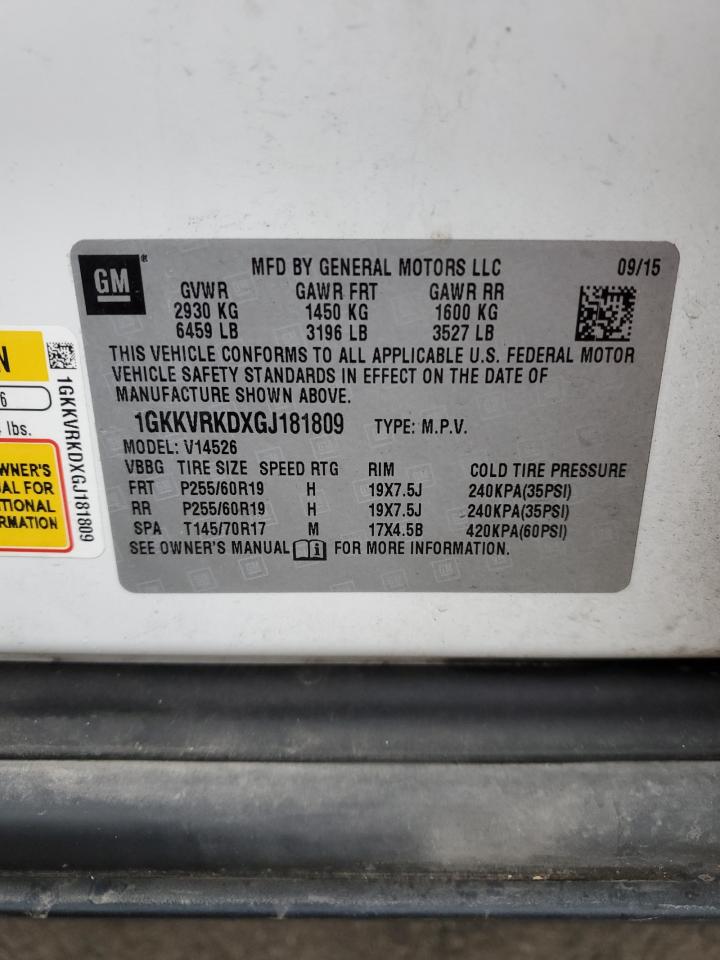 GM ®
MFD BY GENERAL MOTORS LLC 09/15
GVWR GAWR FRT GAWR RR
2930 KG 1450 KG 1600 KG
6459 LB 3196 LB 3527 LB
THIS VEHICLE CONFORMS TO ALL APPLICABLE U.S. FEDERAL MOTOR
VEHICLE SAFETY STANDARDS IN EFFECT ON THE DATE OF
MANUFACTURE SHOWN ABOVE.
1GKKVRKDXGJ181809 TYPE: M.P.V.
MODEL: V14526
VBBG TIRE SIZE SPEED RTG RIM COLD TIRE PRESSURE
FRT P255/60R19 H 19X7.5J 240KPA(35PSI)
RR P255/60R19 H 19X7.5J 240KPA(35PSI)
SPA T145/70R17 M 17X4.5B 420KPA(60PSI)
SEE OWNER'S MANUAL i FOR MORE INFORMATION.
N
6
lbs.
WNER'S
AL FOR
TIONAL
RMATION
1GKKVRKDXGJ181809